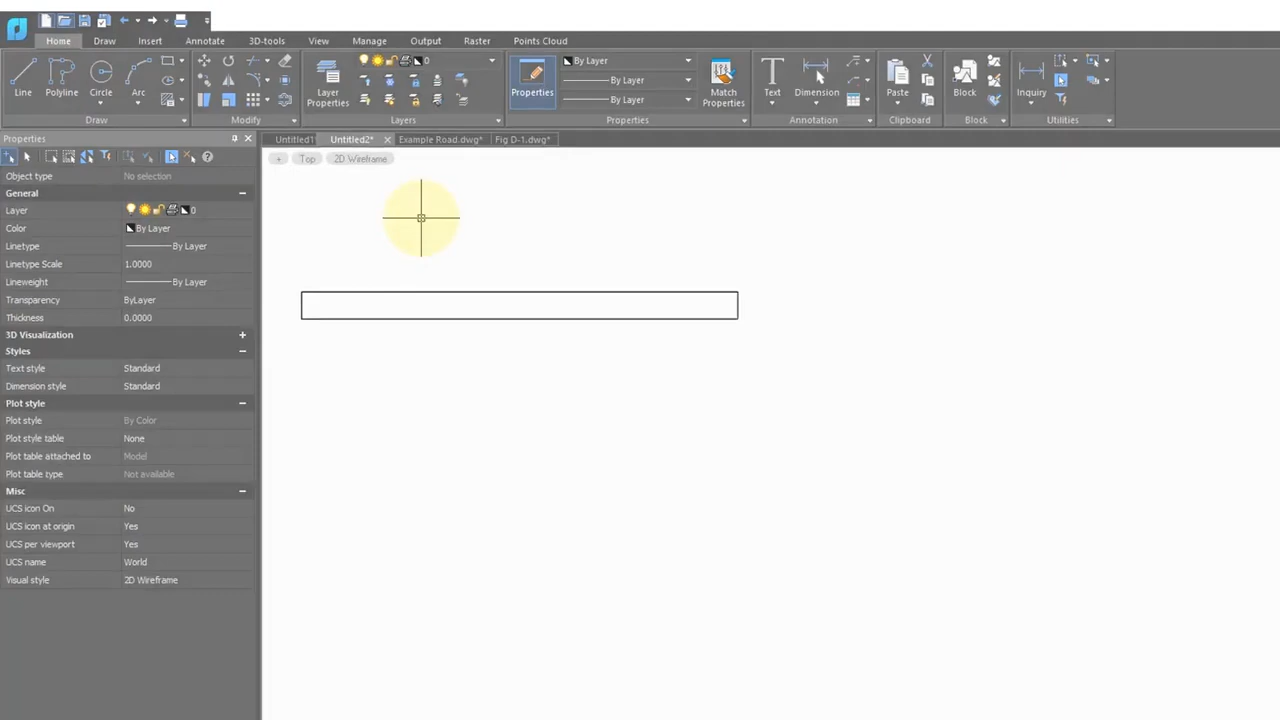 Home Draw Insert Annotate 3D-tools View Manage Output Raster Points Cloud
0
By Layer
By Layer
By Layer
Line Polyline Circle Arc
Layer Properties
Properties
Match Properties
Text Dimension
Paste
Block
Inquiry
Draw Modify Layers Properties Annotation Clipboard Block Utilities
Properties
Untitled1 Untitled2* Example Road.dwg* Fig D-1.dwg*
+ Top 2D Wireframe
Object type No selection
General
Layer 0
Color By Layer
Linetype By Layer
Linetype Scale 1.0000
Lineweight By Layer
Transparency ByLayer
Thickness 0.0000
3D Visualization
Styles
Text style Standard
Dimension style Standard
Plot style
Plot style By Color
Plot style table None
Plot table attached to Model
Plot table type Not available
Misc
UCS icon On No
UCS icon at origin Yes
UCS per viewport Yes
UCS name World
Visual style 2D Wireframe